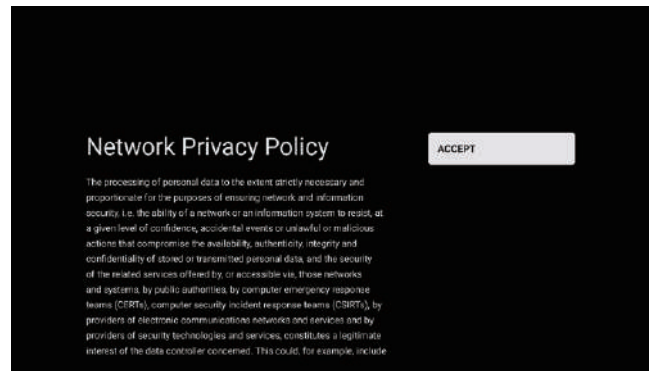 Network Privacy Policy
ACCEPT
The processing of personal data to the extent strictly necessary and
proportionate for the purposes of ensuring network and information
security, i.e. the ability of a network or an information system to resist, at
a given level of confidence, accidental events or unlawful or malicious
actions that compromise the availability, authenticity, integrity and
confidentiality of stored or transmitted personal data, and the security
of the related services offered by, or accessible via, those networks
and systems, by public authorities, by computer emergency response
teams (CERTs), computer security incident response teams (CSIRTs), by
providers of electronic communications networks and services and by
providers of security technologies and services, constitutes a legitimate
interest of the data controller concerned. This could, for example, include